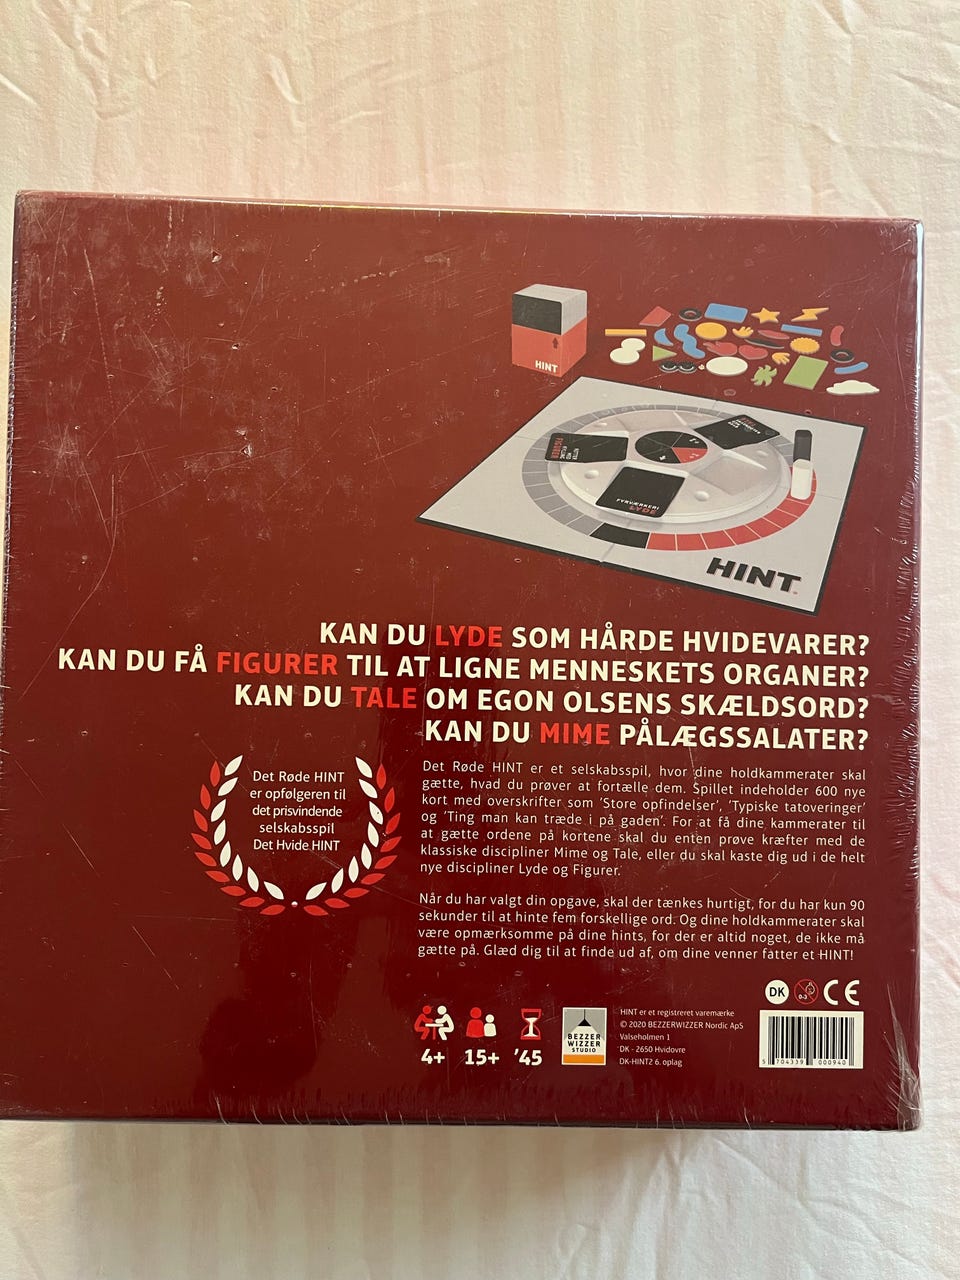 HINT
FIGURER
FYRVÆRKERI
LYDE
HINT
KAN DU LYDE SOM HÅRDE HVIDEVARER?
KAN DU FÅ FIGURER TIL AT LIGNE MENNESKETS ORGANER?
KAN DU TALE OM EGON OLSENS SKÆLDSORD?
KAN DU MIME PÅLÆGSSALATER?
Det Røde HINT
er opfølgeren til
det prisvindende
selskabsspil
Det Hvide HINT
Det Røde HINT er et selskabsspil, hvor dine holdkammerater skal
gætte, hvad du prøver at fortælle dem. Spillet indeholder 600 nye
kort med overskrifter som 'Store opfindelser', 'Typiske tatoveringer'
og 'Ting man kan træde i på gaden'. For at få dine kammerater til
at gætte ordene på kortene skal du enten prøve kræfter med de
klassiske discipliner Mime og Tale, eller du skal kaste dig ud i de helt
nye discipliner Lyde og Figurer.
Når du har valgt din opgave, skal der tænkes hurtigt, for du har kun 90
sekunder til at hinte fem forskellige ord. Og dine holdkammerater skal
være opmærksomme på dine hints, for der er altid noget, de ikke må
gætte på. Glæd dig til at finde ud af, om dine venner fatter et HINT!
DK 0-3 CE
4+ 15+ '45
BEZZER
WIZZER
STUDIO
HINT er et registreret varemærke
© 2020 BEZZERWIZZER Nordic ApS
Valseholmen 1
DK - 2650 Hvidovre
DK-HINT2 6. oplag
5 704339 000940